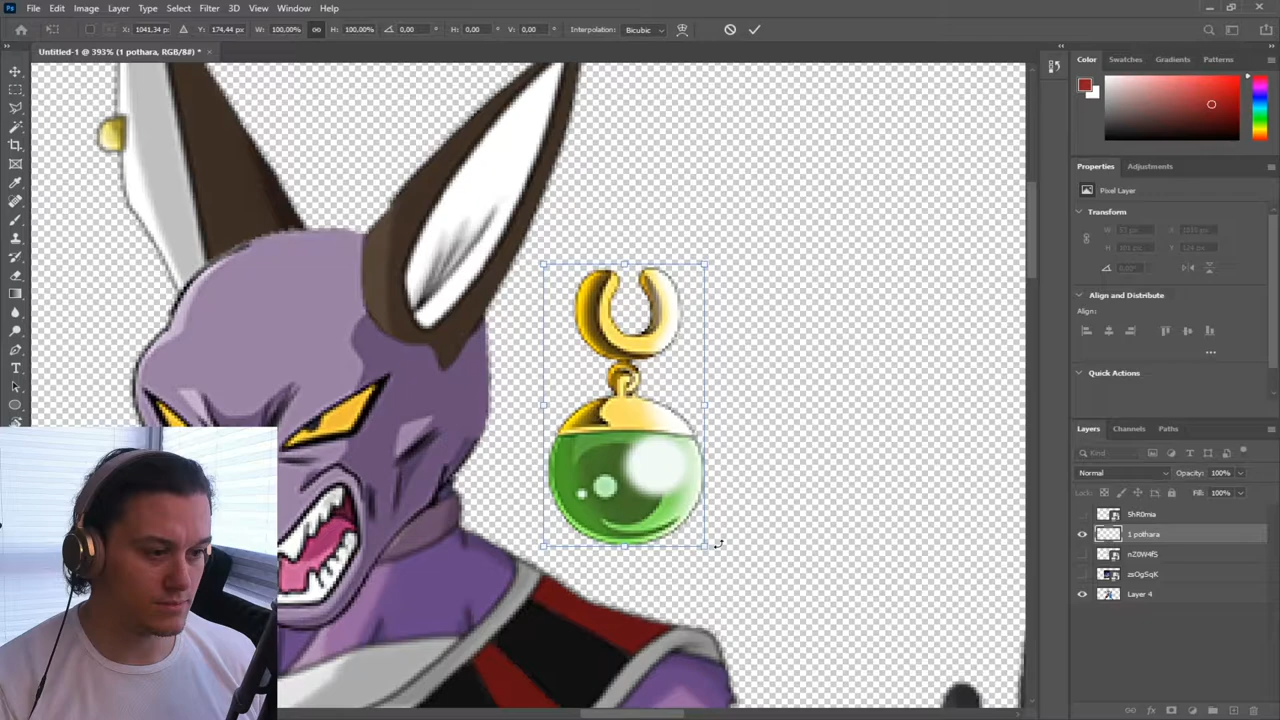 Ps File Edit Image Layer Type Select Filter 3D View Window Help
X: 1041,34 p Y: 174,44 px W: 100,00% H: 100,00% 0,00 ° H: 0,00 ° V: 0,00 ° Interpolation: Bicubic
Untitled-1 @ 393% (1 pothara, RGB/8#) * ×
Color Swatches Gradients Patterns
Properties Adjustments
Pixel Layer
Transform
Align and Distribute
Align:
...
Quick Actions
Layers Channels Paths
Kind
Normal Opacity: 100%
Lock: Fill: 100%
1 pothara
nZ0W4fS
zsOgSqK
Layer 4